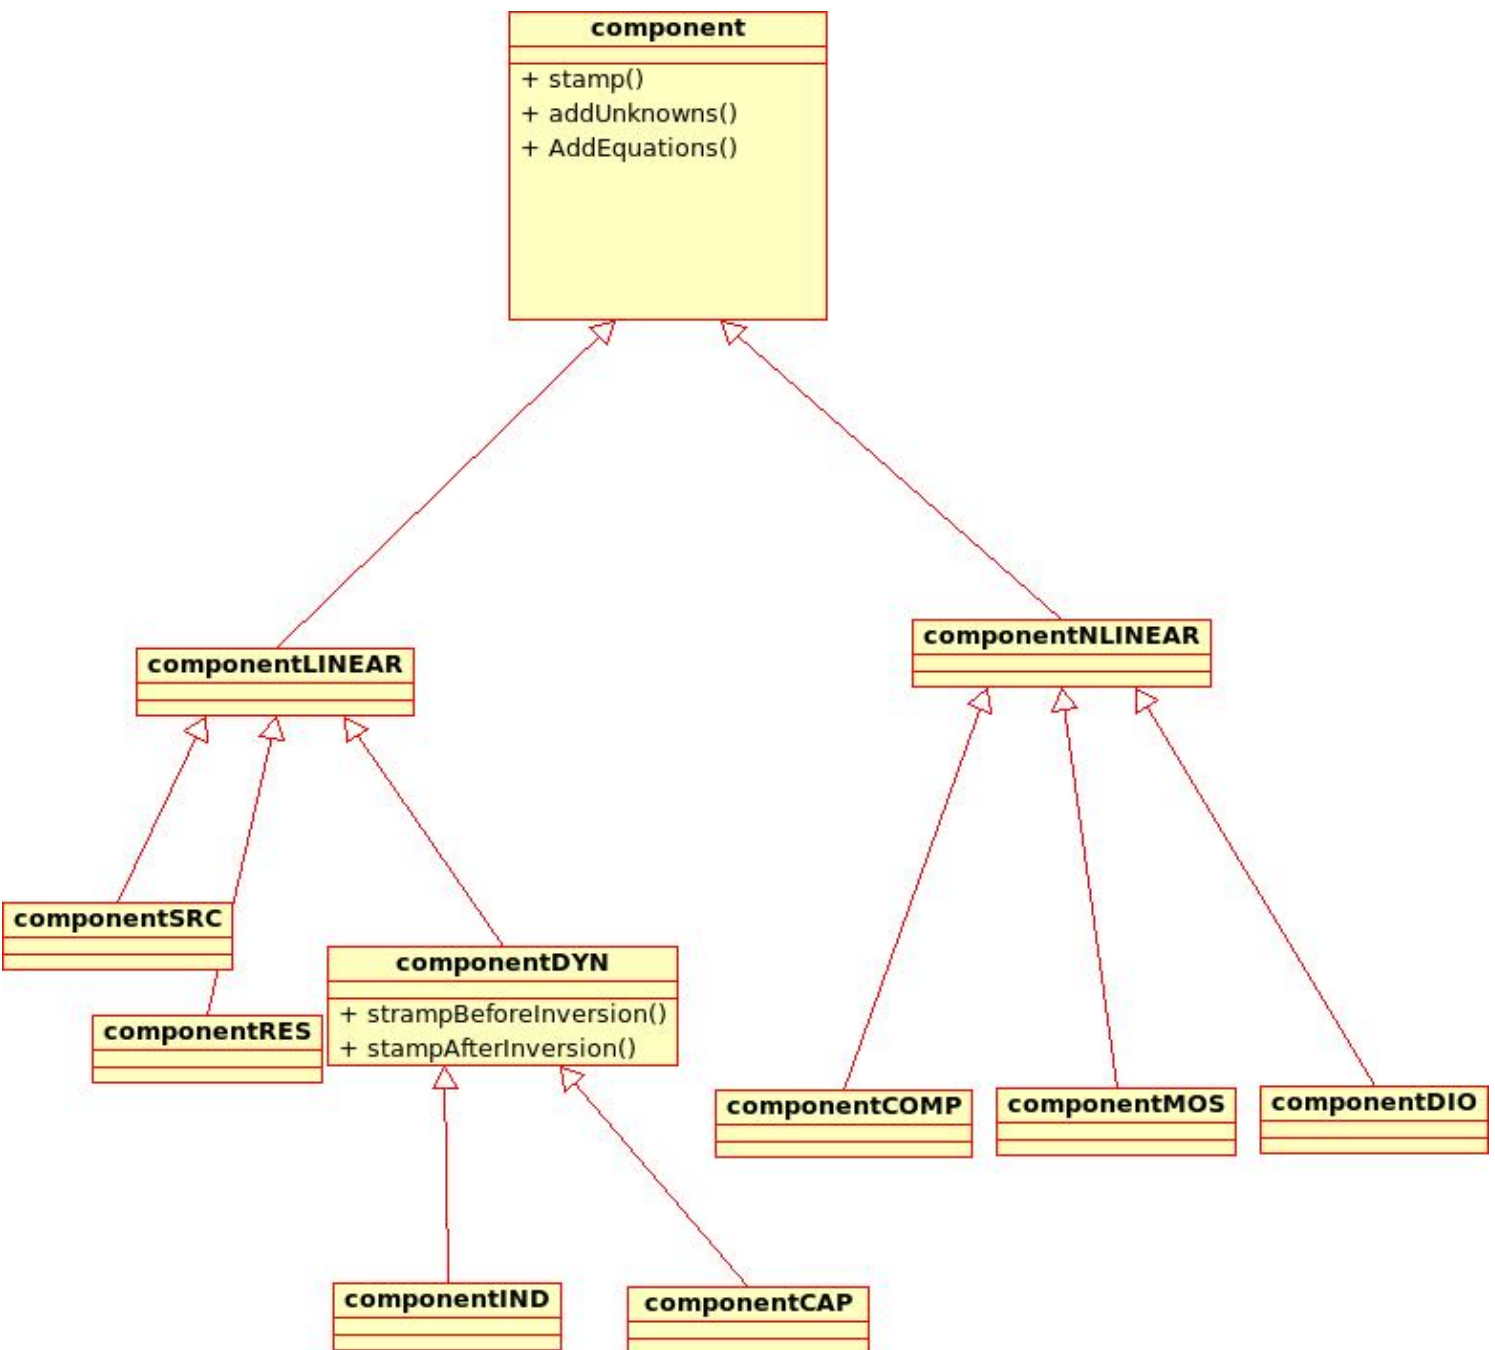 component
+ stamp()
+ addUnknowns()
+ AddEquations()
componentLINEAR
componentNLINEAR
componentSRC
componentRES
componentDYN
+ strampBeforeInversion()
+ stampAfterInversion()
componentCOMP
componentMOS
componentDIO
componentIND
componentCAP